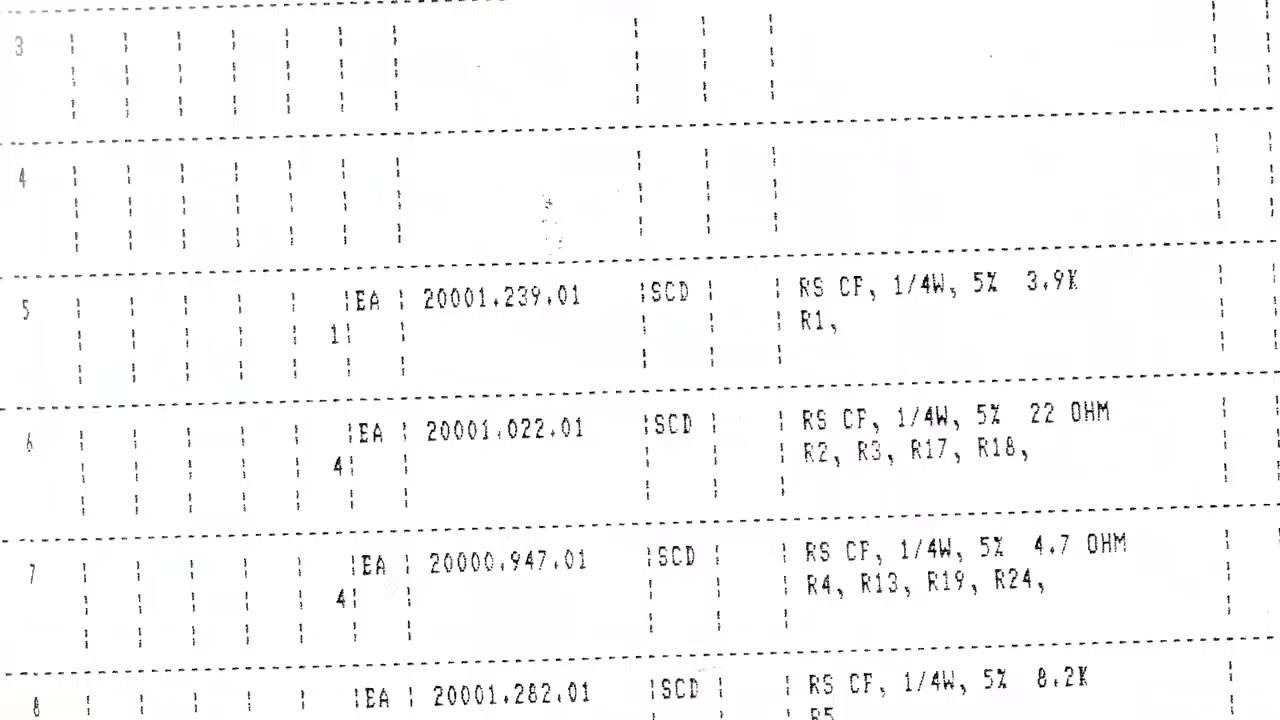 3
4
5 EA 20001.239.01 SCD RS CF, 1/4W, 5% 3.9K
1 R1,
6 EA 20001.022.01 SCD RS CF, 1/4W, 5% 22 OHM
4 R2, R3, R17, R18,
7 EA 20000.947.01 SCD RS CF, 1/4W, 5% 4.7 OHM
4 R4, R13, R19, R24,
8 EA 20001.282.01 SCD RS CF, 1/4W, 5% 8.2K
R5